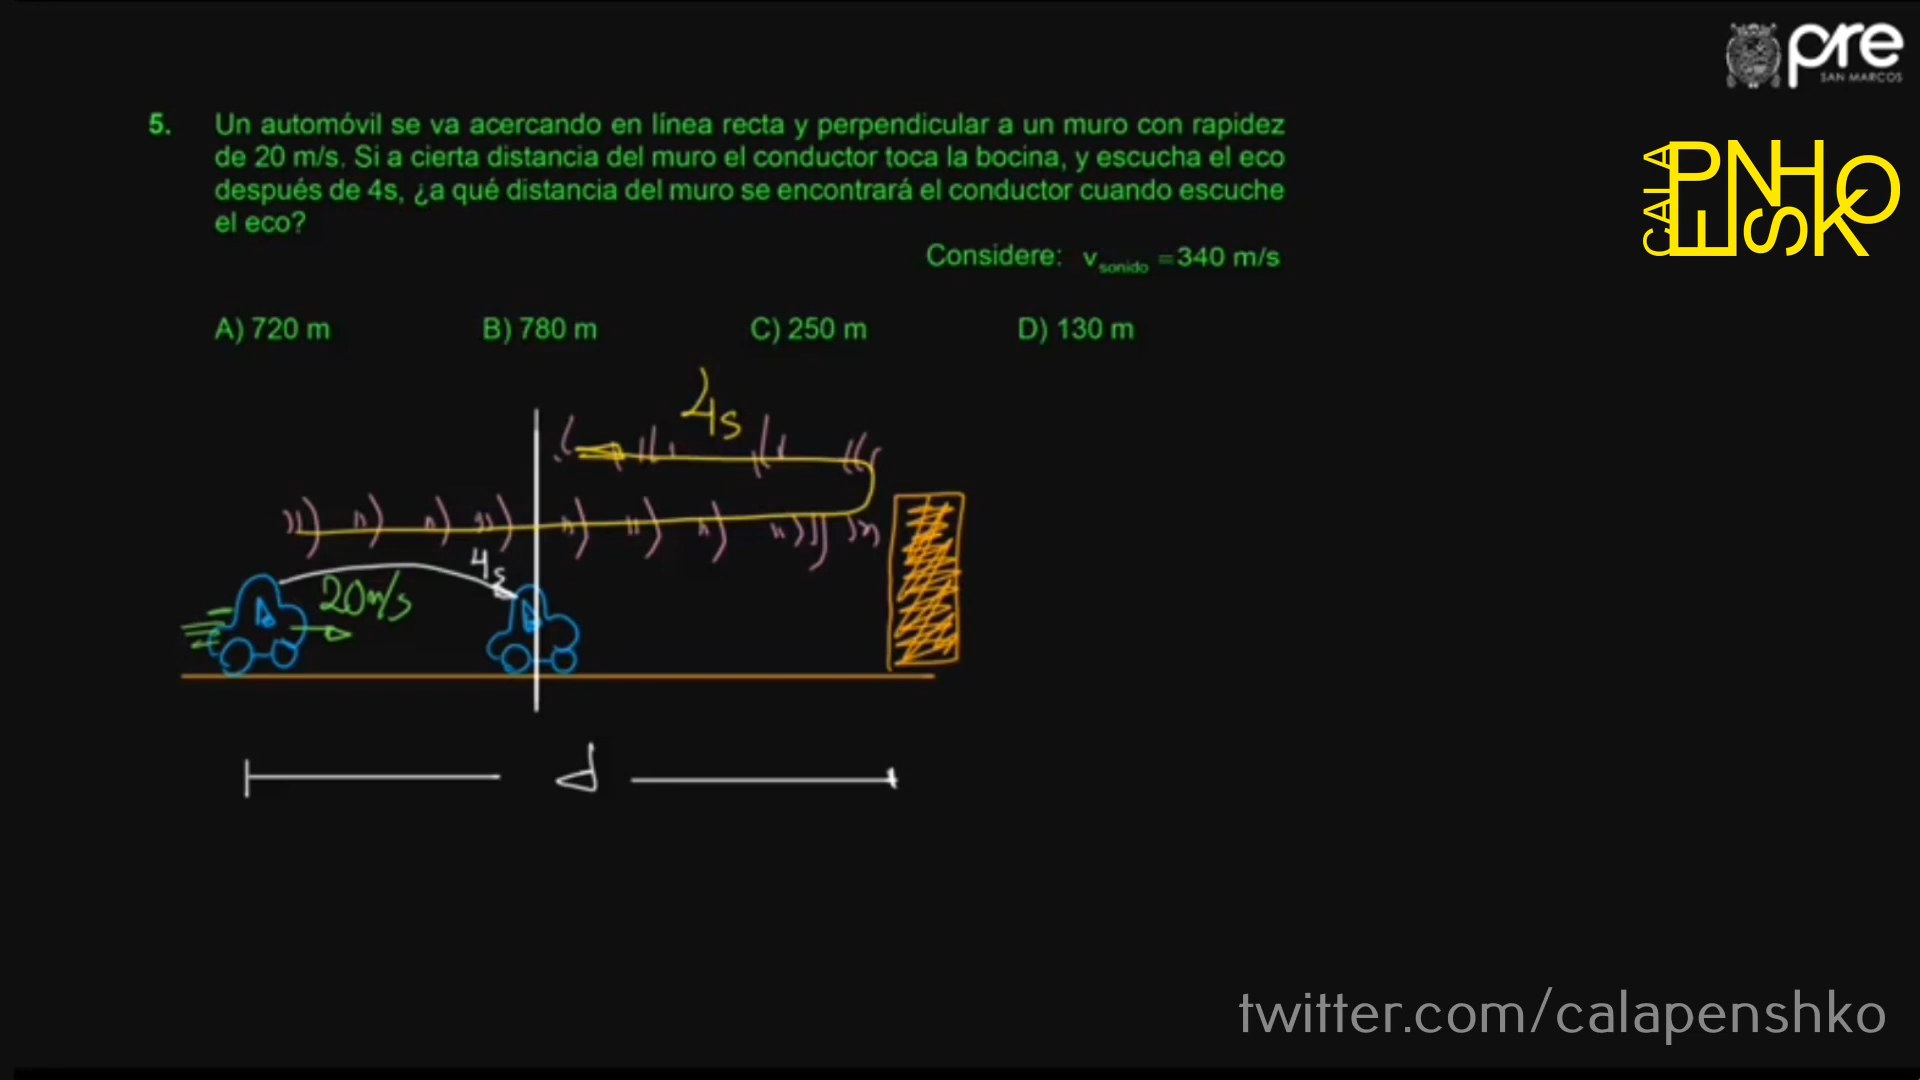 pre
SAN MARCOS
CALA
PENSHKO
5. Un automóvil se va acercando en línea recta y perpendicular a un muro con rapidez
de 20 m/s. Si a cierta distancia del muro el conductor toca la bocina, y escucha el eco
después de 4s, ¿a qué distancia del muro se encontrará el conductor cuando escuche
el eco?
Considere: v sonido =340 m/s
A) 720 m B) 780 m C) 250 m D) 130 m
4s
4s
20m/s
d
twitter.com/calapenshko